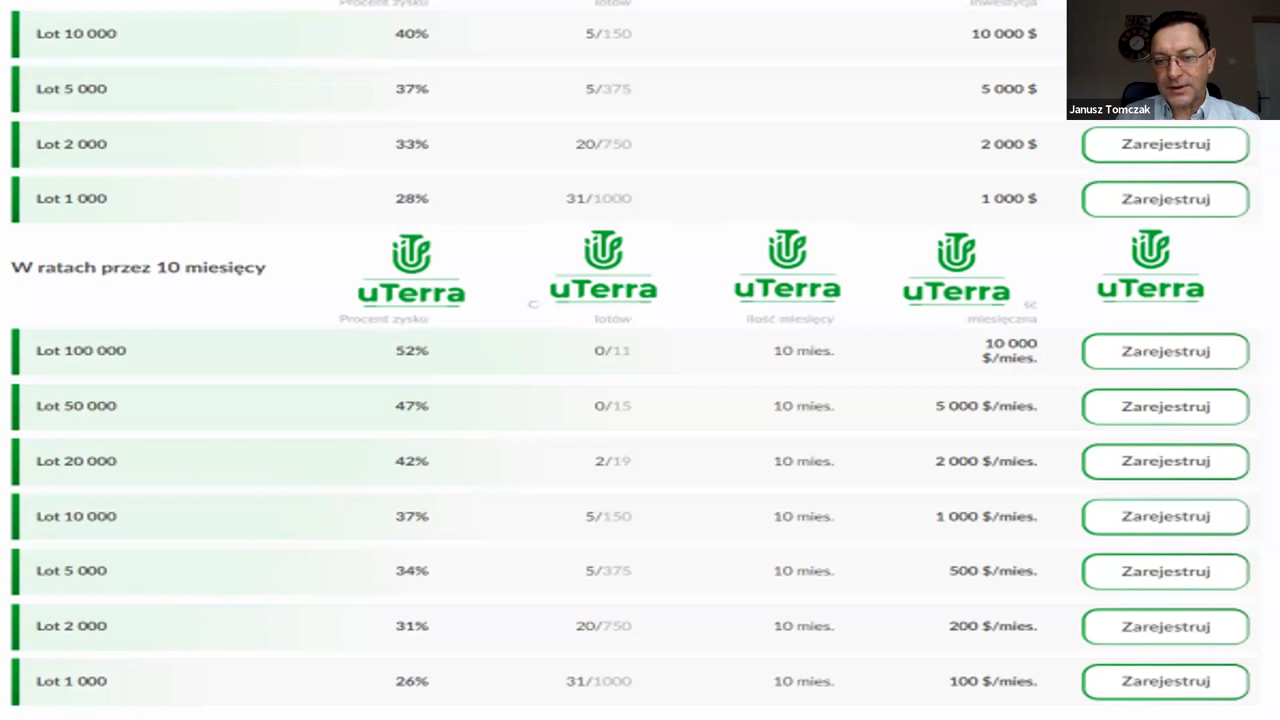 Procent zysku lotów Inwestycja
Lot 10 000 40% 5/150 10 000 $
Lot 5 000 37% 5/375 5 000 $
Janusz Tomczak
Lot 2 000 33% 20/750 2 000 $ Zarejestruj
Lot 1 000 28% 31/1000 1 000 $ Zarejestruj
W ratach przez 10 miesięcy
uTerra uTerra uTerra uTerra uTerra
Procent zysku lotów Ilość miesięcy miesięczna
Lot 100 000 52% 0/11 10 mies. 10 000 $/mies. Zarejestruj
Lot 50 000 47% 0/15 10 mies. 5 000 $/mies. Zarejestruj
Lot 20 000 42% 2/19 10 mies. 2 000 $/mies. Zarejestruj
Lot 10 000 37% 5/150 10 mies. 1 000 $/mies. Zarejestruj
Lot 5 000 34% 5/375 10 mies. 500 $/mies. Zarejestruj
Lot 2 000 31% 20/750 10 mies. 200 $/mies. Zarejestruj
Lot 1 000 26% 31/1000 10 mies. 100 $/mies. Zarejestruj